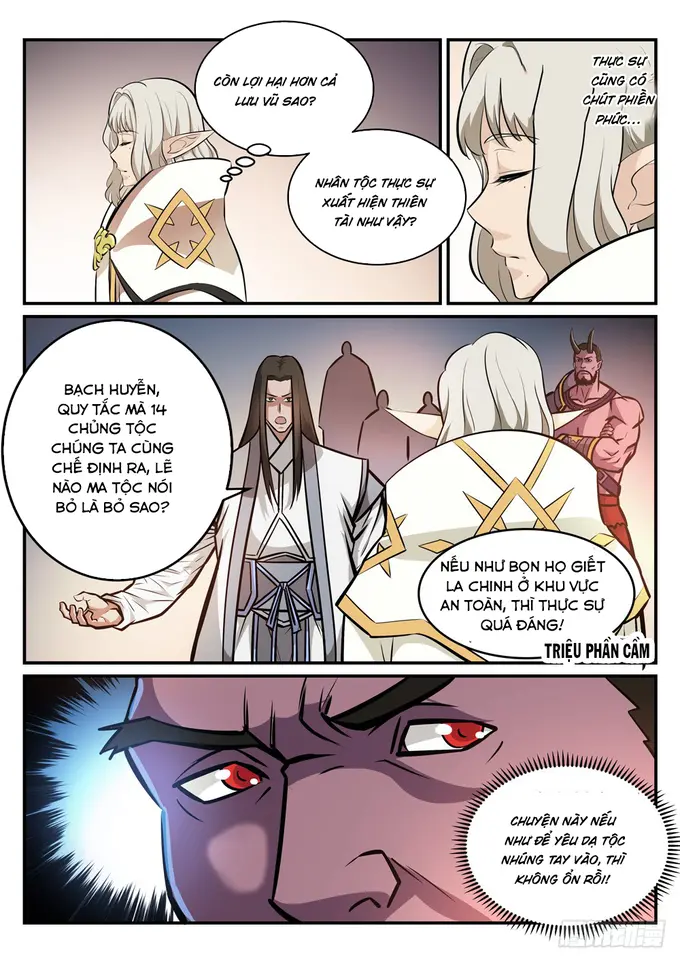 CÒN LỢI HẠI HƠN CẢ
LƯU VŨ SAO?
NHÂN TỘC THỰC SỰ
XUẤT HIỆN THIÊN
TÀI NHƯ VẬY?
THỰC SỰ
CŨNG CÓ
CHÚT PHIỀN
PHỨC...
BẠCH HUYỄN,
QUY TẮC MÀ 14
CHỦNG TỘC
CHÚNG TA CÙNG
CHẾ ĐỊNH RA, LẼ
NÀO MA TỘC NÓI
BỎ LÀ BỎ SAO?
NẾU NHƯ BỌN HỌ GIẾT
LA CHINH Ở KHU VỰC
AN TOÀN, THÌ THỰC SỰ
QUÁ ĐÁNG!
TRIỆU PHẦN CẦM
CHUYỆN NÀY NẾU
NHƯ ĐỂ YÊU DẠ TỘC
NHÚNG TAY VÀO, THÌ
KHÔNG ỔN RỒI!